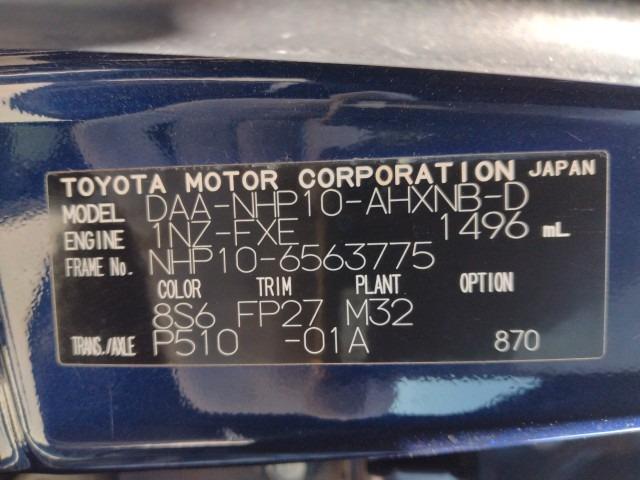 TOYOTA MOTOR CORPORATION JAPAN
MODEL DAA-NHP10-AHXNB-D
ENGINE 1NZ-FXE 1496 mL
FRAME No. NHP10-6563775
COLOR TRIM PLANT OPTION
8S6 FP27 M32
TRANS./AXLE P510 -01A 870